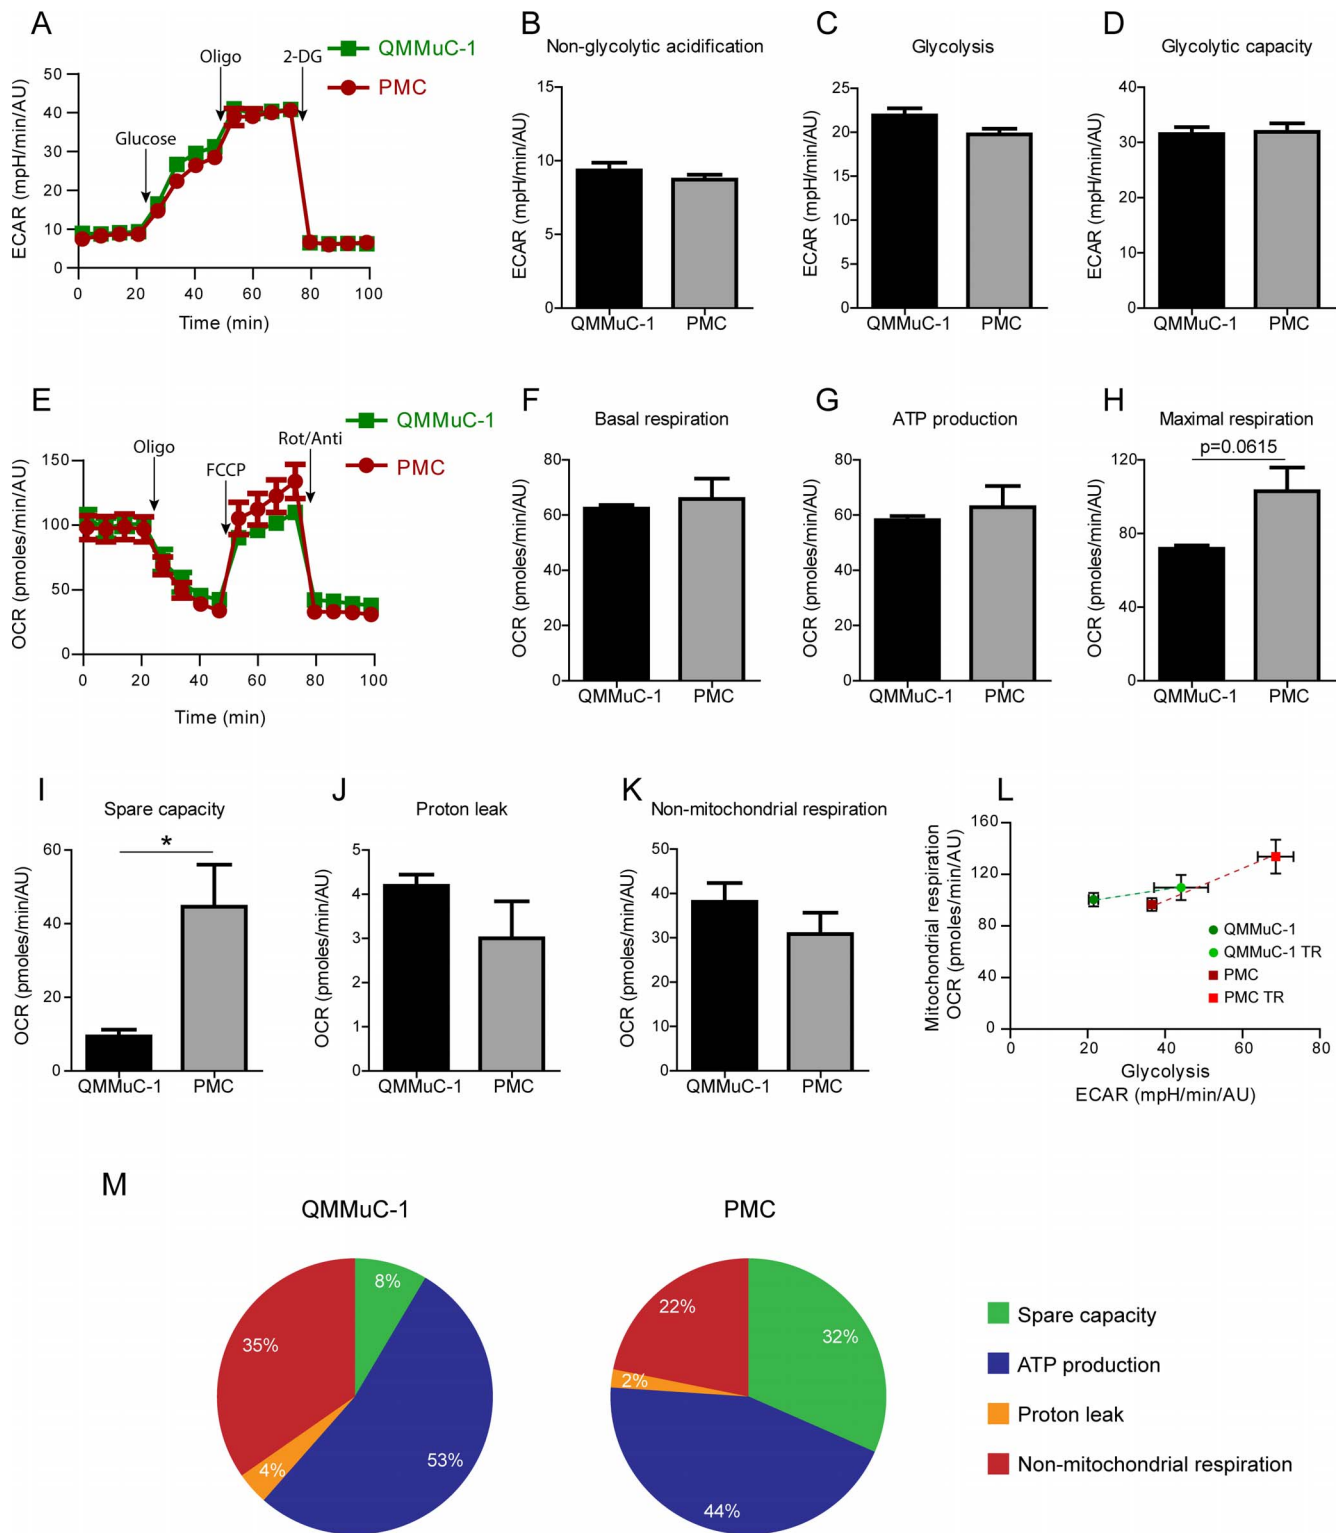 A
QMMuC-1
PMC
Oligo
2-DG
Glucose
ECAR (mpH/min/AU)
50
40
30
20
10
0
0 20 40 60 80 100
Time (min)
B
Non-glycolytic acidification
ECAR (mpH/min/AU)
15
10
5
0
QMMuC-1 PMC
C
Glycolysis
ECAR (mpH/min/AU)
25
20
15
10
5
0
QMMuC-1 PMC
D
Glycolytic capacity
ECAR (mpH/min/AU)
40
30
20
10
0
QMMuC-1 PMC
E
QMMuC-1
PMC
Oligo
FCCP
Rot/Anti
OCR (pmoles/min/AU)
150
100
50
0
0 20 40 60 80 100
Time (min)
F
Basal respiration
OCR (pmoles/min/AU)
80
60
40
20
0
QMMuC-1 PMC
G
ATP production
OCR (pmoles/min/AU)
80
60
40
20
0
QMMuC-1 PMC
H
Maximal respiration
p=0.0615
OCR (pmoles/min/AU)
120
80
40
0
QMMuC-1 PMC
I
Spare capacity
*
OCR (pmoles/min/AU)
60
40
20
0
QMMuC-1 PMC
J
Proton leak
OCR (pmoles/min/AU)
5
4
3
2
1
0
QMMuC-1 PMC
K
Non-mitochondrial respiration
OCR (pmoles/min/AU)
50
40
30
20
10
0
QMMuC-1 PMC
L
Mitochondrial respiration
OCR (pmoles/min/AU)
160
120
80
40
0
0 20 40 60 80
Glycolysis
ECAR (mpH/min/AU)
QMMuC-1
QMMuC-1 TR
PMC
PMC TR
M
QMMuC-1
8%
35%
53%
4%
PMC
22%
32%
2%
44%
Spare capacity
ATP production
Proton leak
Non-mitochondrial respiration